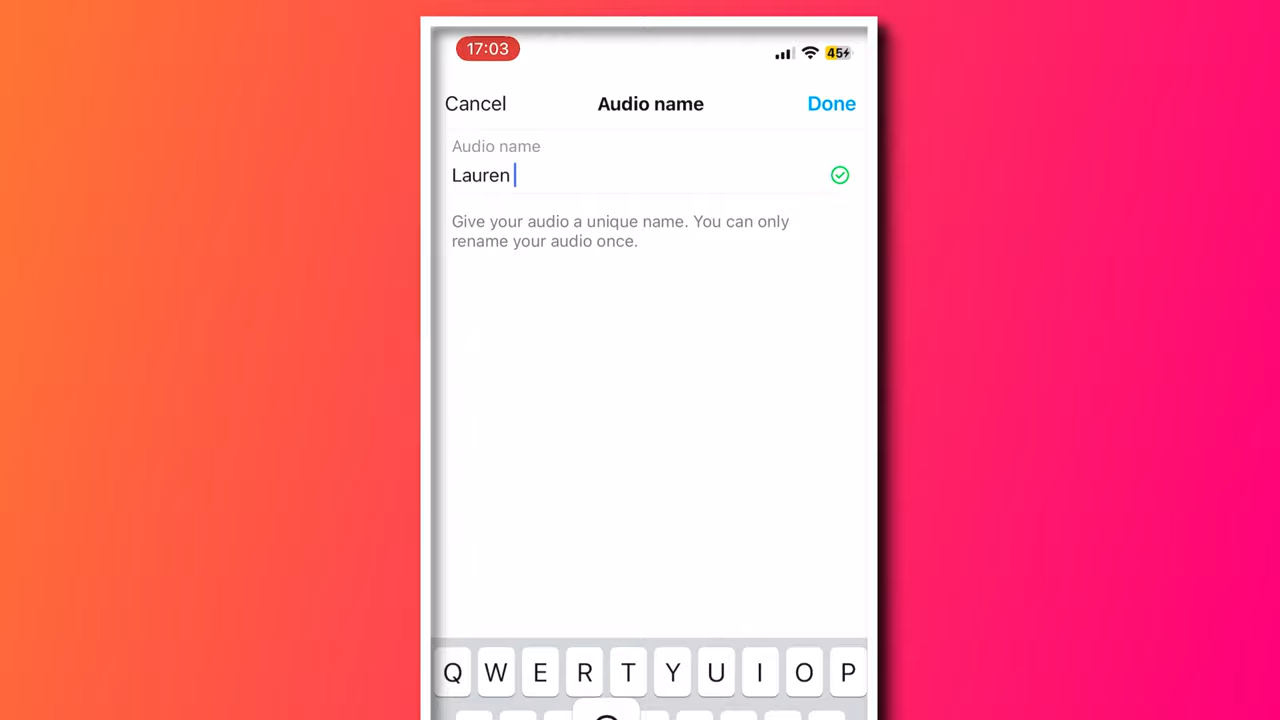 17:03
45
Cancel Audio name Done
Audio name
Lauren
Give your audio a unique name. You can only
rename your audio once.
Q W E R T Y U I O P